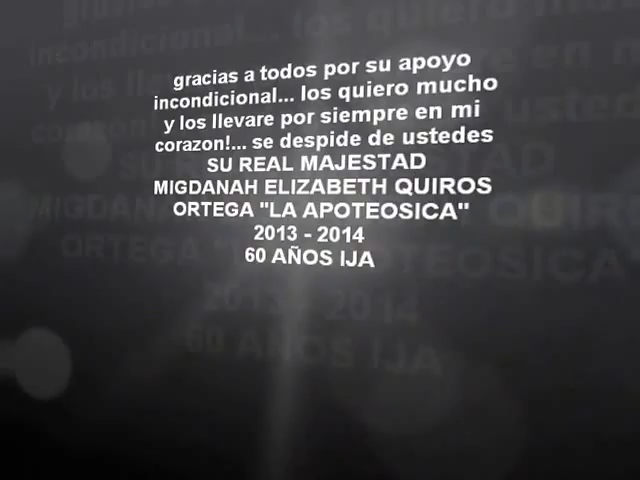 gracias a todos por su apoyo
incondicional... los quiero mucho
y los llevare por siempre en mi
corazon!... se despide de ustedes
SU REAL MAJESTAD
MIGDANAH ELIZABETH QUIROS
ORTEGA "LA APOTEOSICA"
2013 - 2014
60 AÑOS IJA